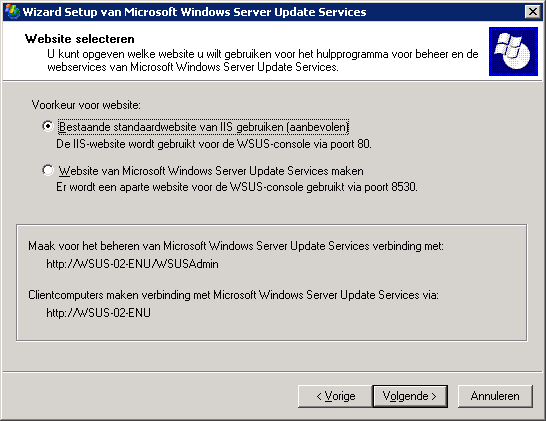 Wizard Setup van Microsoft Windows Server Update Services
Website selecteren
U kunt opgeven welke website u wilt gebruiken voor het hulpprogramma voor beheer en de
webservices van Microsoft Windows Server Update Services.
Voorkeur voor website:
Bestaande standaardwebsite van IIS gebruiken (aanbevolen)
De IIS-website wordt gebruikt voor de WSUS-console via poort 80.
Website van Microsoft Windows Server Update Services maken
Er wordt een aparte website voor de WSUS-console gebruikt via poort 8530.
Maak voor het beheren van Microsoft Windows Server Update Services verbinding met:
http://WSUS-02-ENU/WSUSAdmin
Clientcomputers maken verbinding met Microsoft Windows Server Update Services via:
http://WSUS-02-ENU
< Vorige Volgende > Annuleren